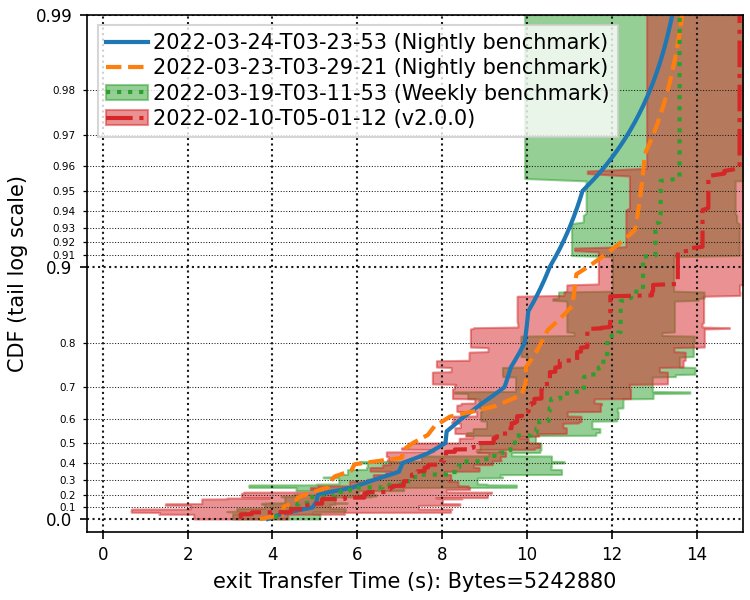 2022-03-24-T03-23-53 (Nightly benchmark)
2022-03-23-T03-29-21 (Nightly benchmark)
2022-03-19-T03-11-53 (Weekly benchmark)
2022-02-10-T05-01-12 (v2.0.0)
CDF (tail log scale)
0.99
0.98
0.97
0.96
0.95
0.94
0.93
0.92
0.91
0.9
0.8
0.7
0.6
0.5
0.4
0.3
0.2
0.1
0.0
0 2 4 6 8 10 12 14
exit Transfer Time (s): Bytes=5242880